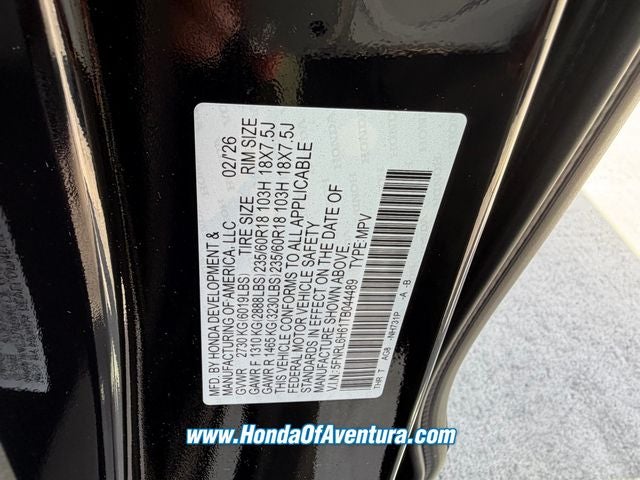 MFD. BY HONDA DEVELOPMENT &
MANUFACTURING OF AMERICA, LLC 02/'26
GVWR 2730 KG(6019LBS) TIRE SIZE RIM SIZE
GAWR F 1310 KG(2888LBS) 235/60R18 103H 18X7.5J
GAWR R 1465 KG(3230LBS) 235/60R18 103H 18X7.5J
THIS VEHICLE CONFORMS TO ALL APPLICABLE
FEDERAL MOTOR VEHICLE SAFETY
STANDARDS IN EFFECT ON THE DATE OF
MANUFACTURE SHOWN ABOVE.
V.I.N.:5FNRL6H61TB044489 TYPE:MPV
THR T AG8 -NH731P -A -B
www.HondaOfAventura.com